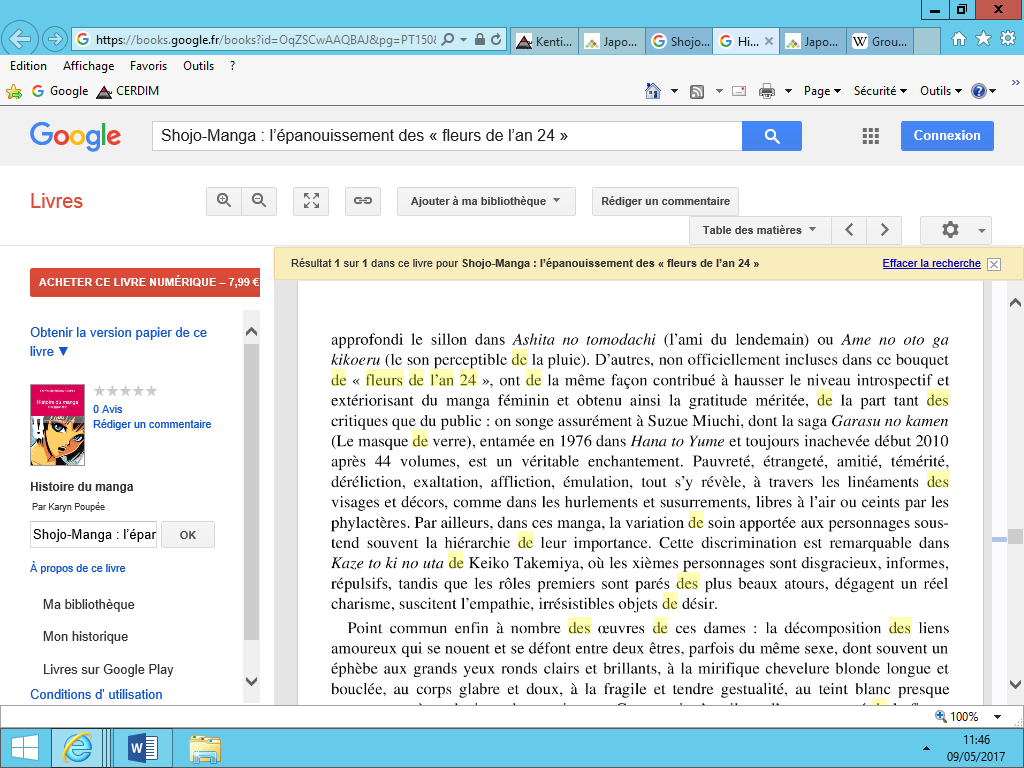 https://books.google.fr/books?id=OqZSCwAAQBAJ&pg=PT150&
Kenti...
Japo...
Shojo...
Hi...
Japo...
Grou...
Edition Affichage Favoris Outils ?
Google CERDIM
Page Sécurité Outils
Google
Shojo-Manga : l’épanouissement des « fleurs de l’an 24 »
Connexion
Livres
Ajouter à ma bibliothèque
Rédiger un commentaire
Table des matières
ACHETER CE LIVRE NUMÉRIQUE – 7,99 €
Résultat 1 sur 1 dans ce livre pour Shojo-Manga : l’épanouissement des « fleurs de l’an 24 »
Effacer la recherche
Obtenir la version papier de ce
livre ▼
Histoire du manga
0 Avis
Rédiger un commentaire
Histoire du manga
Par Karyn Poupée
Shojo-Manga : l’épar
OK
À propos de ce livre
Ma bibliothèque
Mon historique
Livres sur Google Play
Conditions d' utilisation
approfondi le sillon dans Ashita no tomodachi (l’ami du lendemain) ou Ame no oto ga
kikoeru (le son perceptible de la pluie). D’autres, non officiellement incluses dans ce bouquet
de « fleurs de l’an 24 », ont de la même façon contribué à hausser le niveau introspectif et
extériorisant du manga féminin et obtenu ainsi la gratitude méritée, de la part tant des
critiques que du public : on songe assurément à Suzue Miuchi, dont la saga Garasu no kamen
(Le masque de verre), entamée en 1976 dans Hana to Yume et toujours inachevée début 2010
après 44 volumes, est un véritable enchantement. Pauvreté, étrangeté, amitié, témérité,
déréliction, exaltation, affliction, émulation, tout s’y révèle, à travers les linéaments des
visages et décors, comme dans les hurlements et susurrements, libres à l’air ou ceints par les
phylactères. Par ailleurs, dans ces manga, la variation de soin apportée aux personnages sous-
tend souvent la hiérarchie de leur importance. Cette discrimination est remarquable dans
Kaze to ki no uta de Keiko Takemiya, où les xièmes personnages sont disgracieux, informes,
répulsifs, tandis que les rôles premiers sont parés des plus beaux atours, dégagent un réel
charisme, suscitent l’empathie, irrésistibles objets de désir.
Point commun enfin à nombre des œuvres de ces dames : la décomposition des liens
amoureux qui se nouent et se défont entre deux êtres, parfois du même sexe, dont souvent un
éphèbe aux grands yeux ronds clairs et brillants, à la mirifique chevelure blonde longue et
bouclée, au corps glabre et doux, à la fragile et tendre gestualité, au teint blanc presque
100%
11:46
09/05/2017